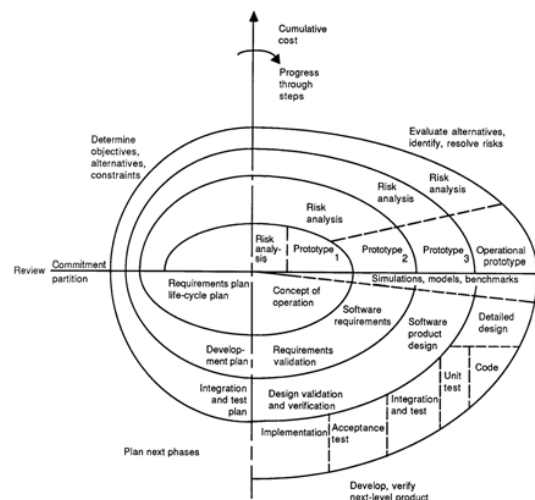 Cumulative
cost
Progress
through
steps
Determine
objectives,
alternatives,
constraints
Evaluate alternatives,
identify, resolve risks
Risk
analysis
Risk
analysis
Risk
analysis
Risk
analy-
sis
Prototype
1
Prototype
2
Prototype
3
Operational
prototype
Review
Commitment
partition
Simulations, models, benchmarks
Requirements plan
life-cycle plan
Concept of
operation
Software
requirements
Software
product
design
Detailed
design
Develop-
ment plan
Requirements
validation
Code
Unit
test
Integration
and test
plan
Design validation
and verification
Integration
and test
Acceptance
test
Implementation
Plan next phases
Develop, verify
next-level product